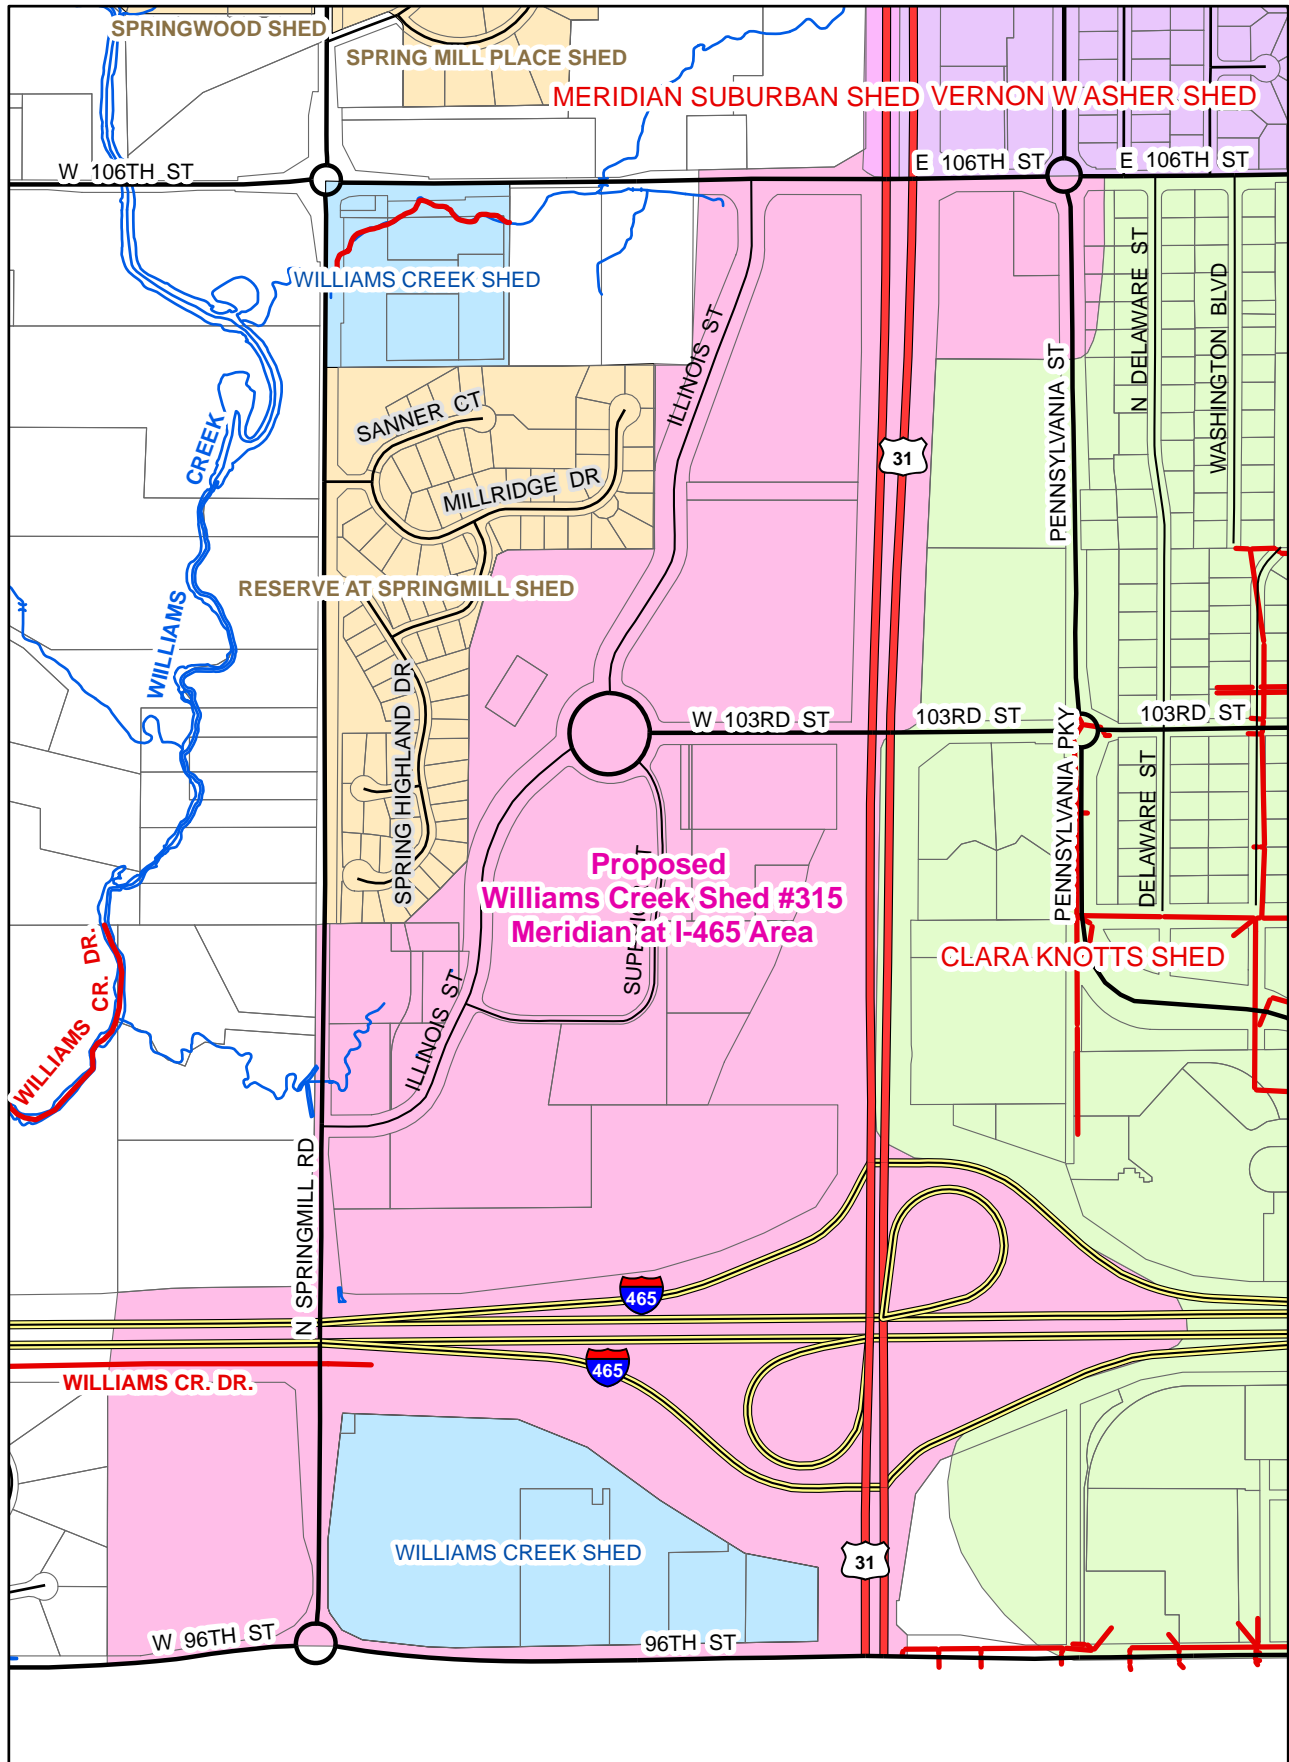 SPRINGWOOD SHED
SPRING MILL PLACE SHED
MERIDIAN SUBURBAN SHED
VERNON W ASHER SHED
W 106TH ST
E 106TH ST
E 106TH ST
WILLIAMS CREEK SHED
ILLINOIS ST
N DELAWARE ST
WASHINGTON BLVD
PENNSYLVANIA ST
SANNER CT
CREEK
31
MILLRIDGE DR
RESERVE AT SPRINGMILL SHED
WIILLIAMS
SPRING HIGHLAND DR
W 103RD ST
103RD ST
103RD ST
PENNSYLVANIA PKY
DELAWARE ST
Proposed
Williams Creek Shed #315
Meridian at I-465 Area
CLARA KNOTTS SHED
WILLIAMS CR. DR.
ILLINOIS ST
N SPRINGMILL RD
465
465
WILLIAMS CR. DR.
WILLIAMS CREEK SHED
31
W 96TH ST
96TH ST